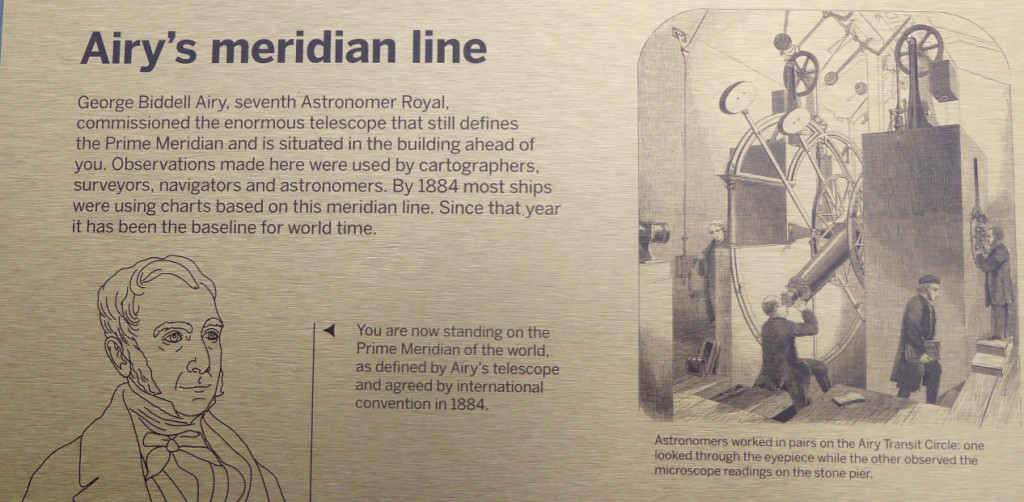 Airy's meridian line
George Biddell Airy, seventh Astronomer Royal,
commissioned the enormous telescope that still defines
the Prime Meridian and is situated in the building ahead of
you. Observations made here were used by cartographers,
surveyors, navigators and astronomers. By 1884 most ships
were using charts based on this meridian line. Since that year
it has been the baseline for world time.
You are now standing on the
Prime Meridian of the world,
as defined by Airy's telescope
and agreed by international
convention in 1884.
Astronomers worked in pairs on the Airy Transit Circle: one
looked through the eyepiece while the other observed the
microscope readings on the stone pier.